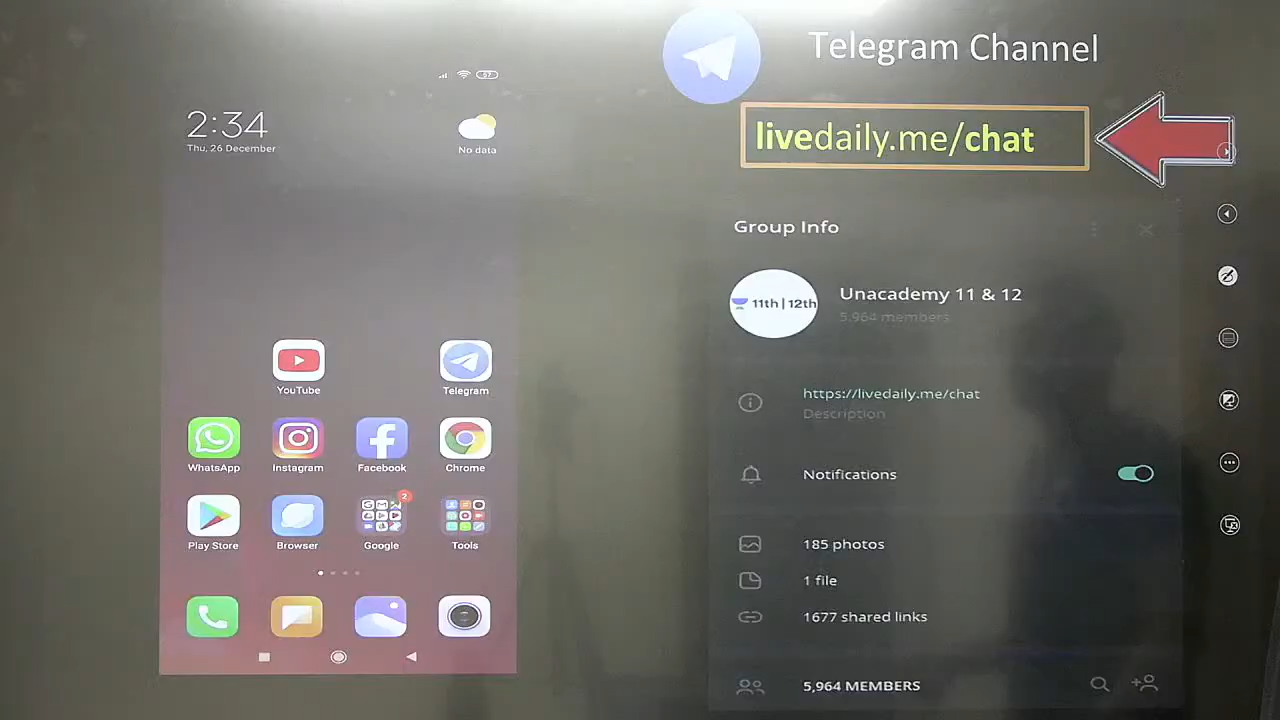 57
2:34
Thu, 26 December
No data
YouTube
Telegram
WhatsApp
Instagram
Facebook
Chrome
2
Play Store
Browser
Google
Tools
Telegram Channel
livedaily.me/chat
Group Info
11th | 12th
Unacademy 11 & 12
5,964 members
https://livedaily.me/chat
Description
Notifications
185 photos
1 file
1677 shared links
5,964 MEMBERS